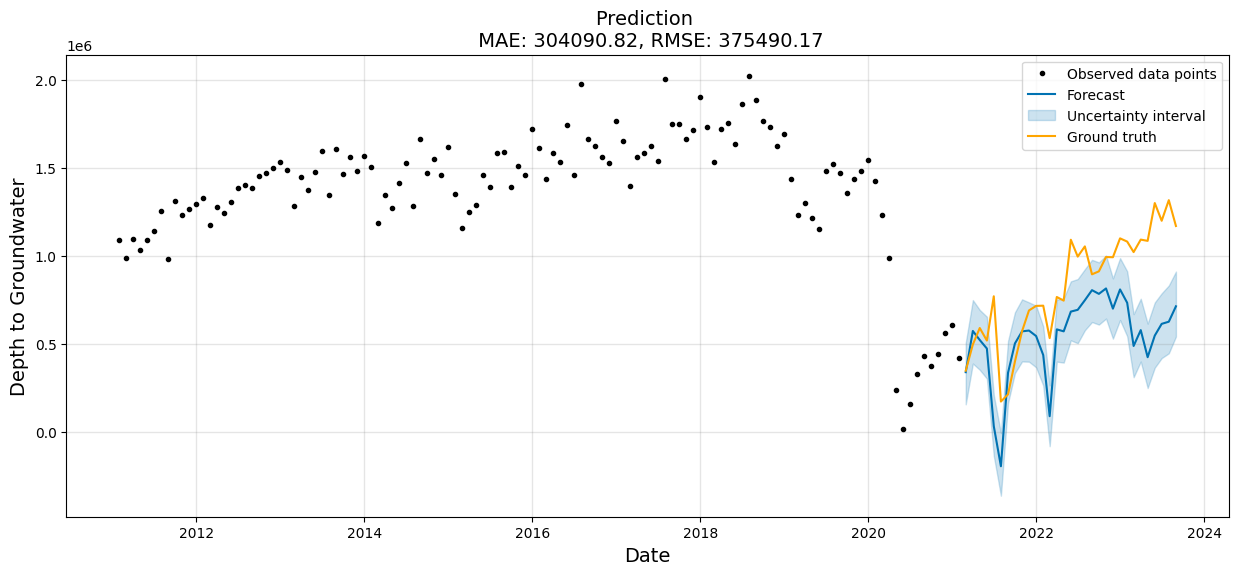 Prediction
MAE: 304090.82, RMSE: 375490.17
1e6
Observed data points
Forecast
Uncertainty interval
Ground truth
2.0
1.5
1.0
0.5
0.0
Depth to Groundwater
2012
2014
2016
2018
2020
2022
2024
Date